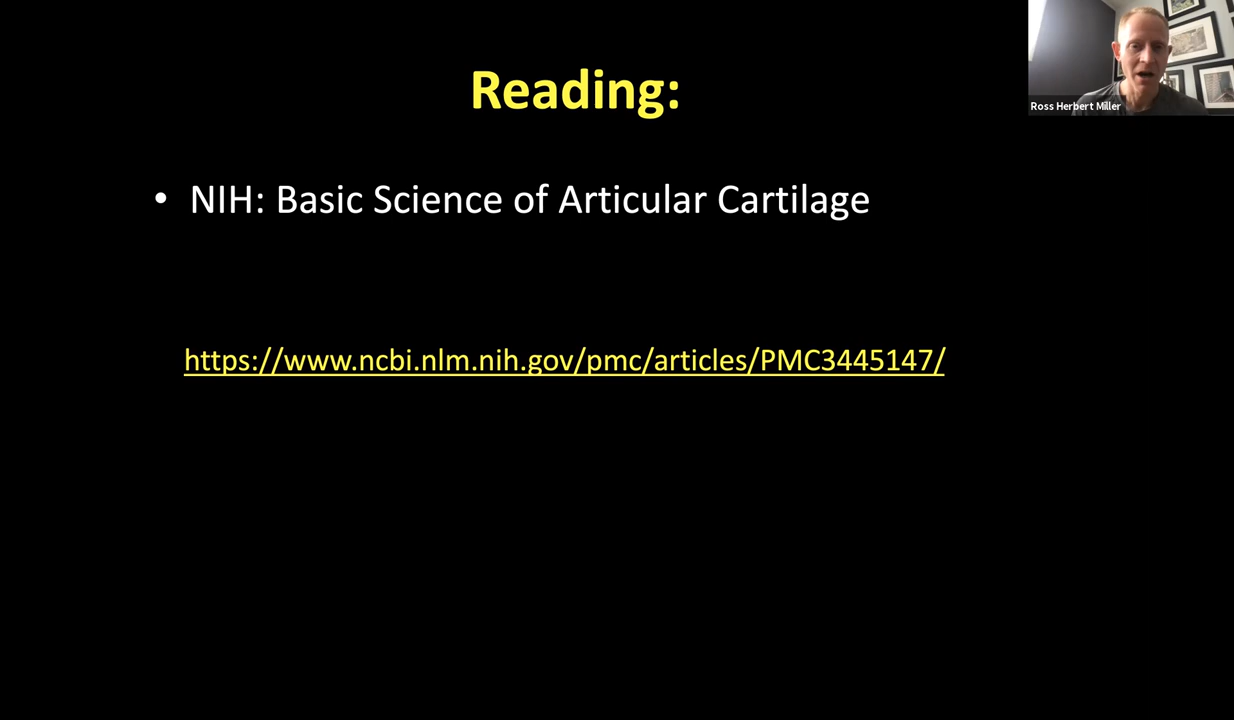 Reading:
• NIH: Basic Science of Articular Cartilage
https://www.ncbi.nlm.nih.gov/pmc/articles/PMC3445147/
Ross Herbert Miller